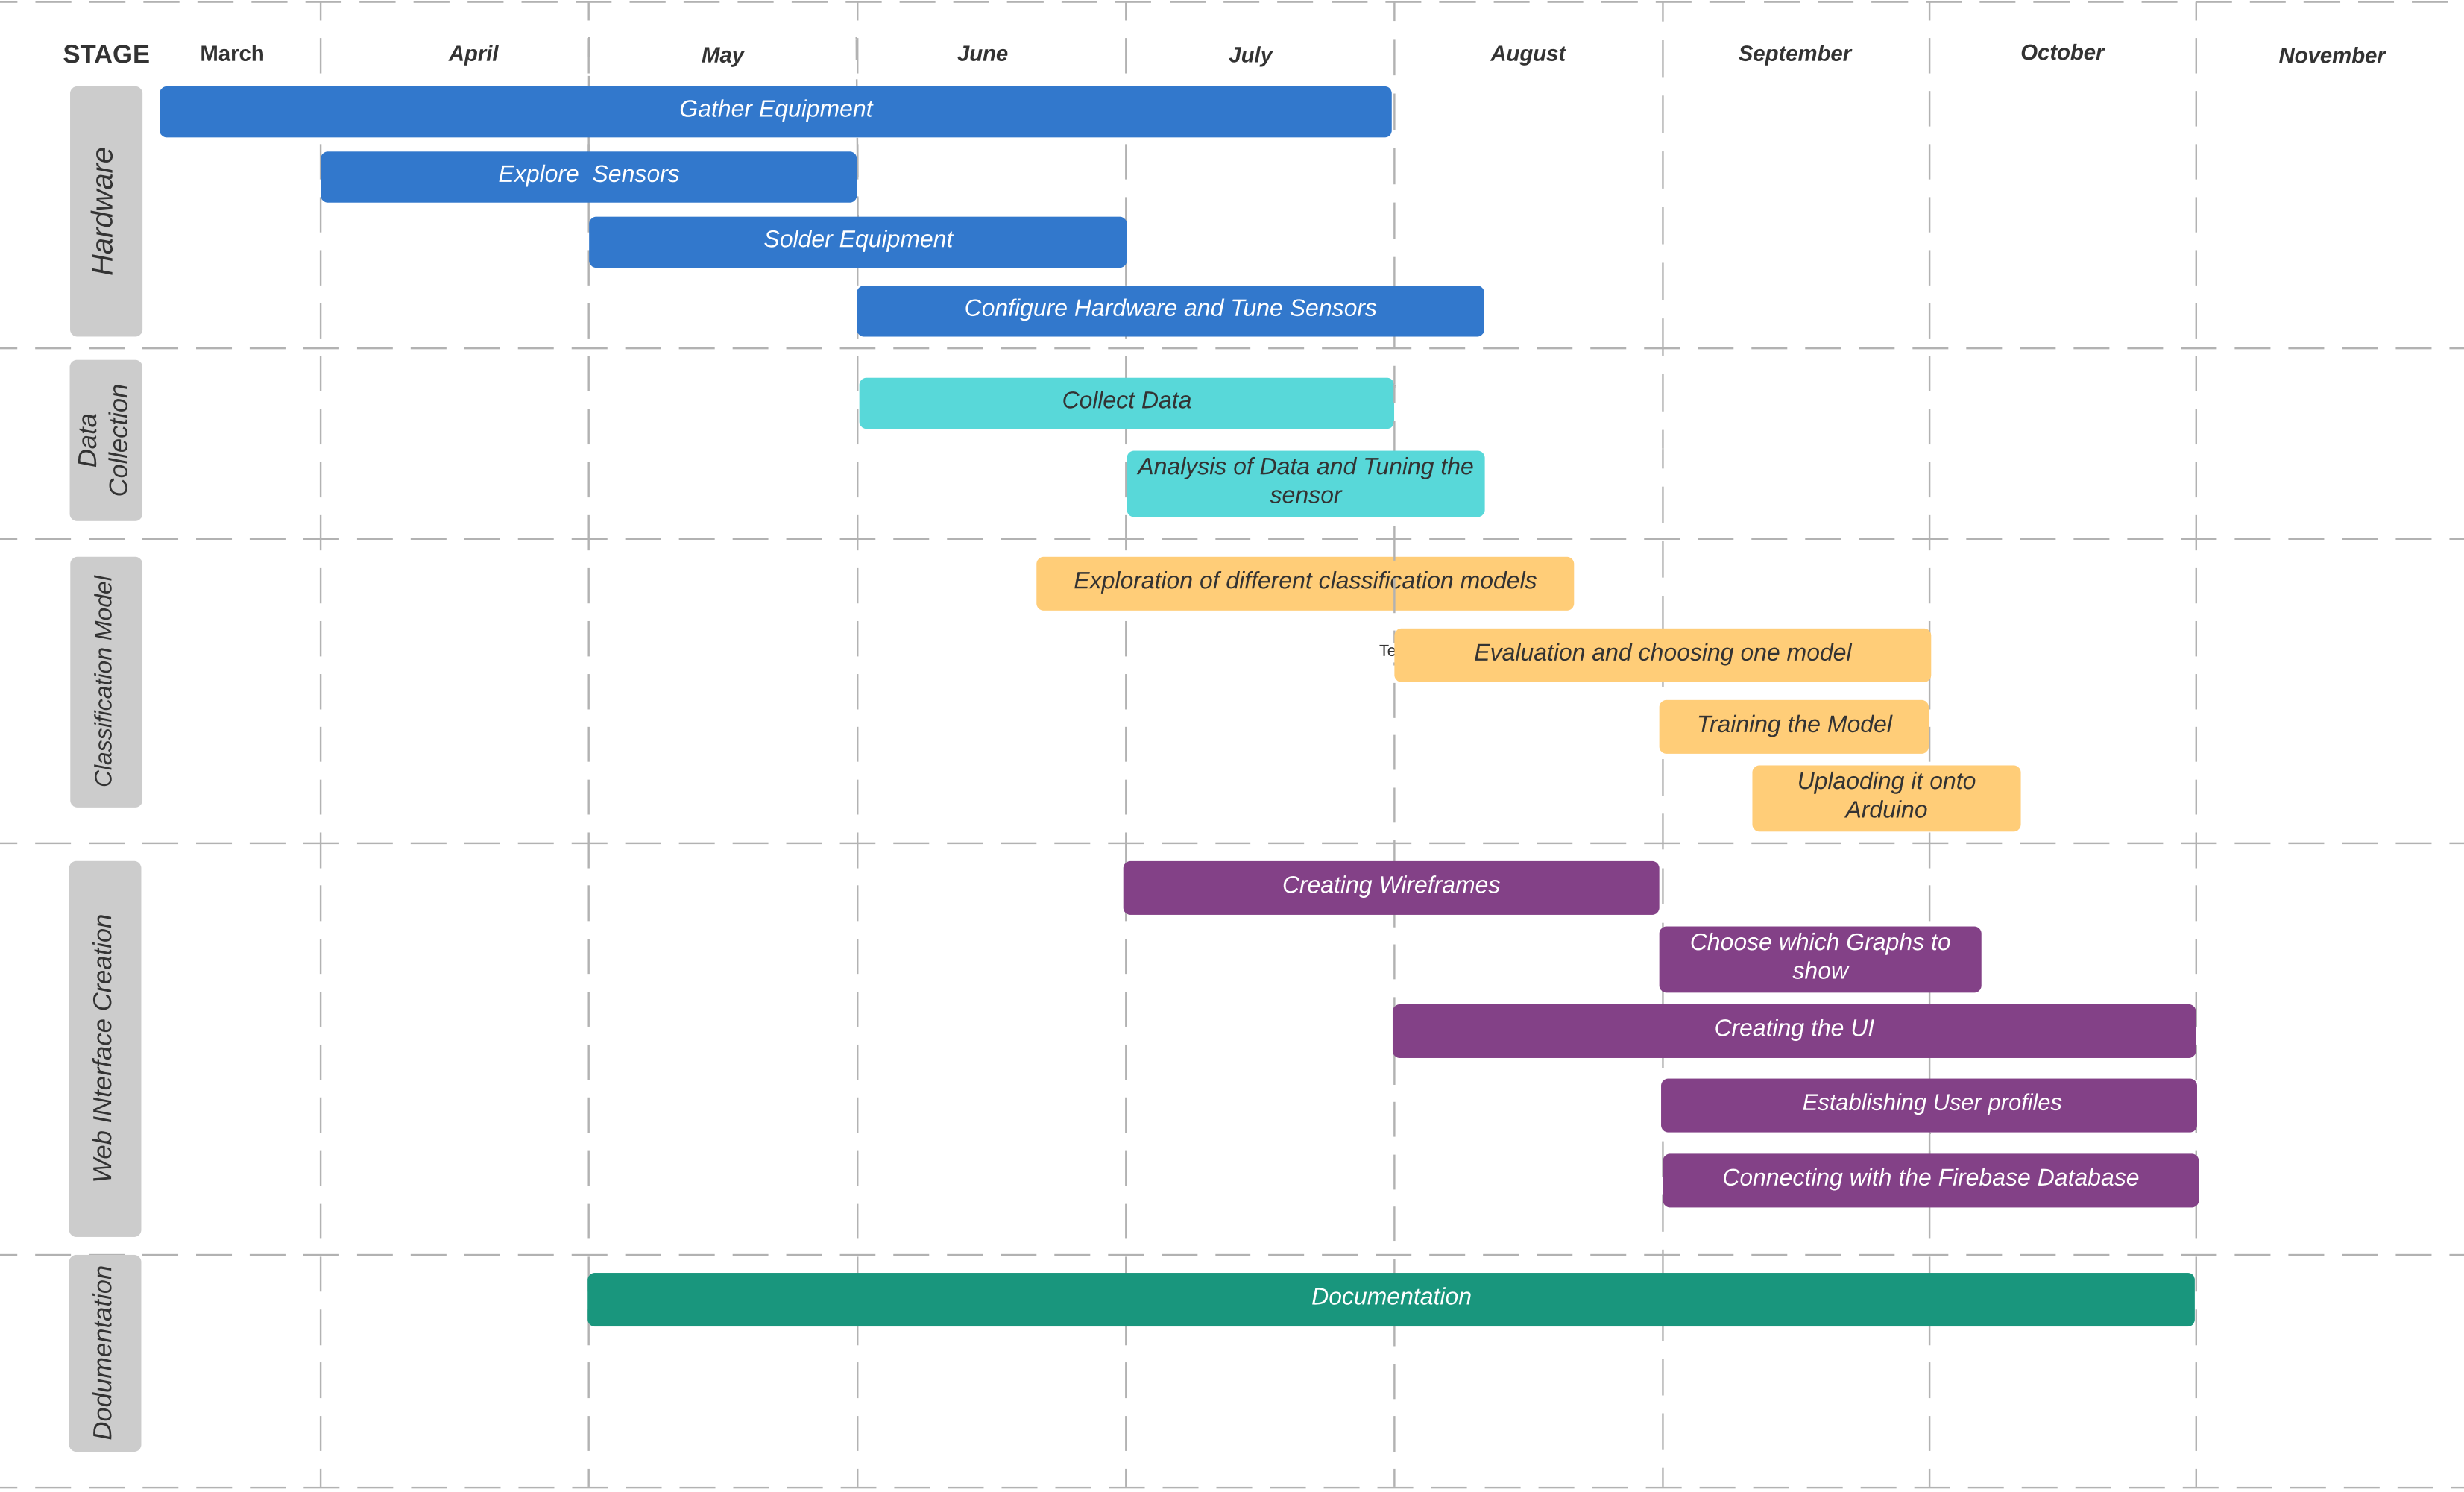 STAGE March April May June July August September October November
Hardware
Gather Equipment
Explore  Sensors
Solder Equipment
Configure Hardware and Tune Sensors
Data
Collection
Collect Data
Analysis of Data and Tuning the
sensor
Classification Model
Exploration of different classification models
Te
Evaluation and choosing one model
Training the Model
Uplaoding it onto
Arduino
Web INterface Creation
Creating Wireframes
Choose which Graphs to
show
Creating the UI
Establishing User profiles
Connecting with the Firebase Database
Dodumentation
Documentation